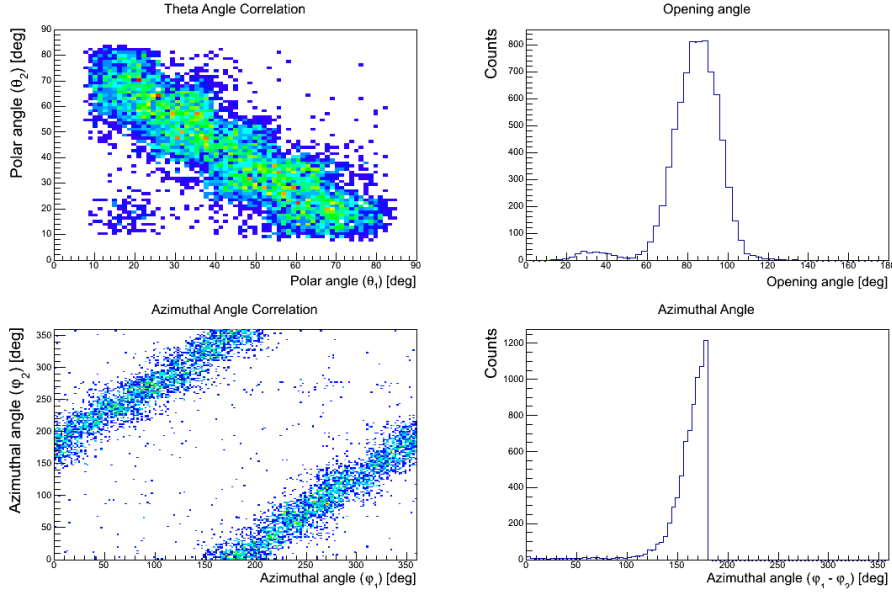 Theta Angle Correlation
Polar angle (θ2) [deg]
90
80
70
60
50
40
30
20
10
0
0 10 20 30 40 50 60 70 80 90
Polar angle (θ1) [deg]
Opening angle
Counts
800
700
600
500
400
300
200
100
0
0 20 40 60 80 100 120 140 160 180
Opening angle [deg]
Azimuthal Angle Correlation
Azimuthal angle (φ2) [deg]
350
300
250
200
150
100
50
0
0 50 100 150 200 250 300 350
Azimuthal angle (φ1) [deg]
Azimuthal Angle
Counts
1200
1000
800
600
400
200
0
0 50 100 150 200 250 300 350
Azimuthal angle (φ1 - φ2) [deg]